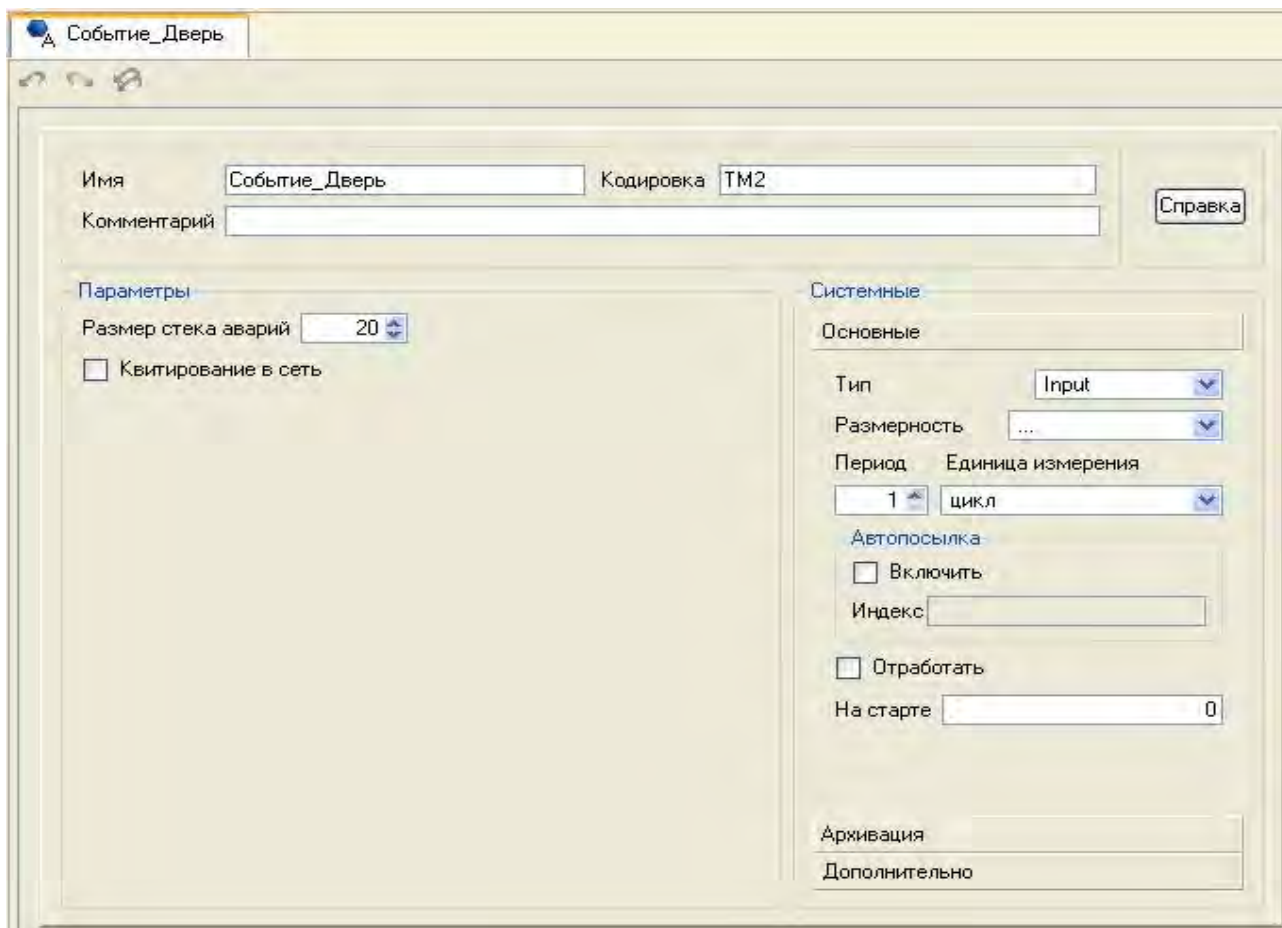 Событие_Дверь
Имя Событие_Дверь Кодировка TM2
Комментарий
Справка
Параметры
Размер стека аварий 20
Квитирование в сеть
Системные
Основные
Тип Input
Размерность ...
Период Единица измерения
1 цикл
Автопосылка
Включить
Индекс
Отработать
На старте 0
Архивация
Дополнительно